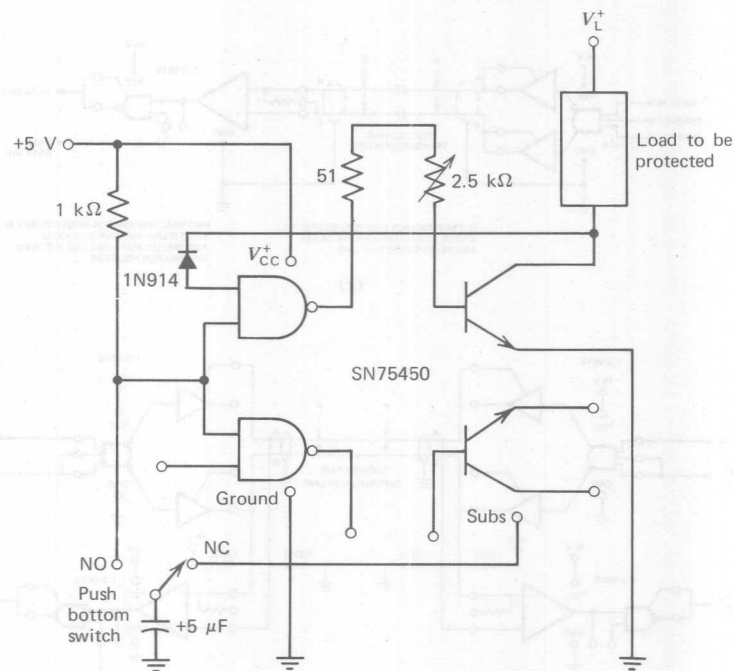 V_L^+
+5 V
Load to be
protected
51
2.5 kΩ
1 kΩ
V_CC^+
1N914
SN75450
Ground
Subs
NC
NO
Push
bottom
switch
+5 μF